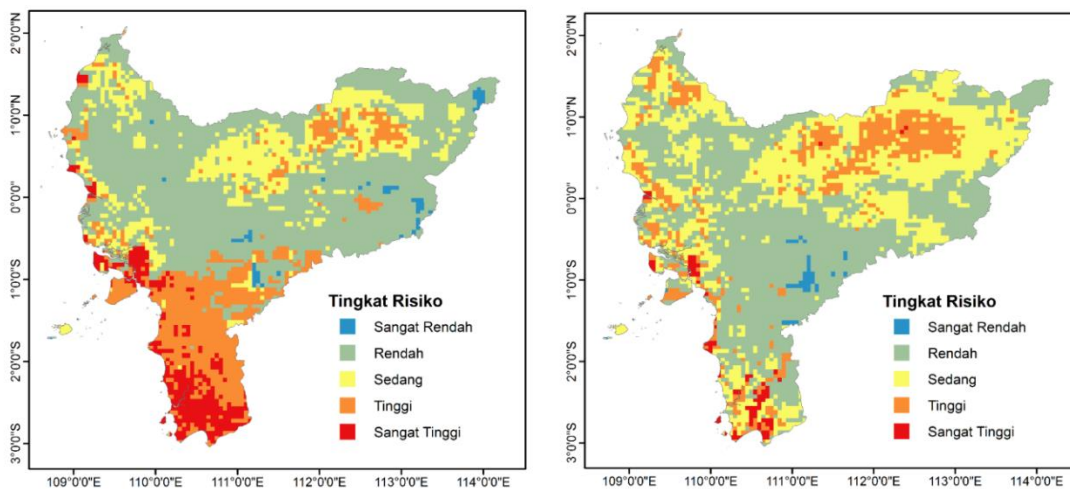 2°0'0"N
1°0'0"N
0°0'0"
1°0'0"S
2°0'0"S
3°0'0"S
Tingkat Risiko
Sangat Rendah
Rendah
Sedang
Tinggi
Sangat Tinggi
109°0'0"E 110°0'0"E 111°0'0"E 112°0'0"E 113°0'0"E 114°0'0"E
2°0'0"N
1°0'0"N
0°0'0"
1°0'0"S
2°0'0"S
3°0'0"S
Tingkat Risiko
Sangat Rendah
Rendah
Sedang
Tinggi
Sangat Tinggi
109°0'0"E 110°0'0"E 111°0'0"E 112°0'0"E 113°0'0"E 114°0'0"E